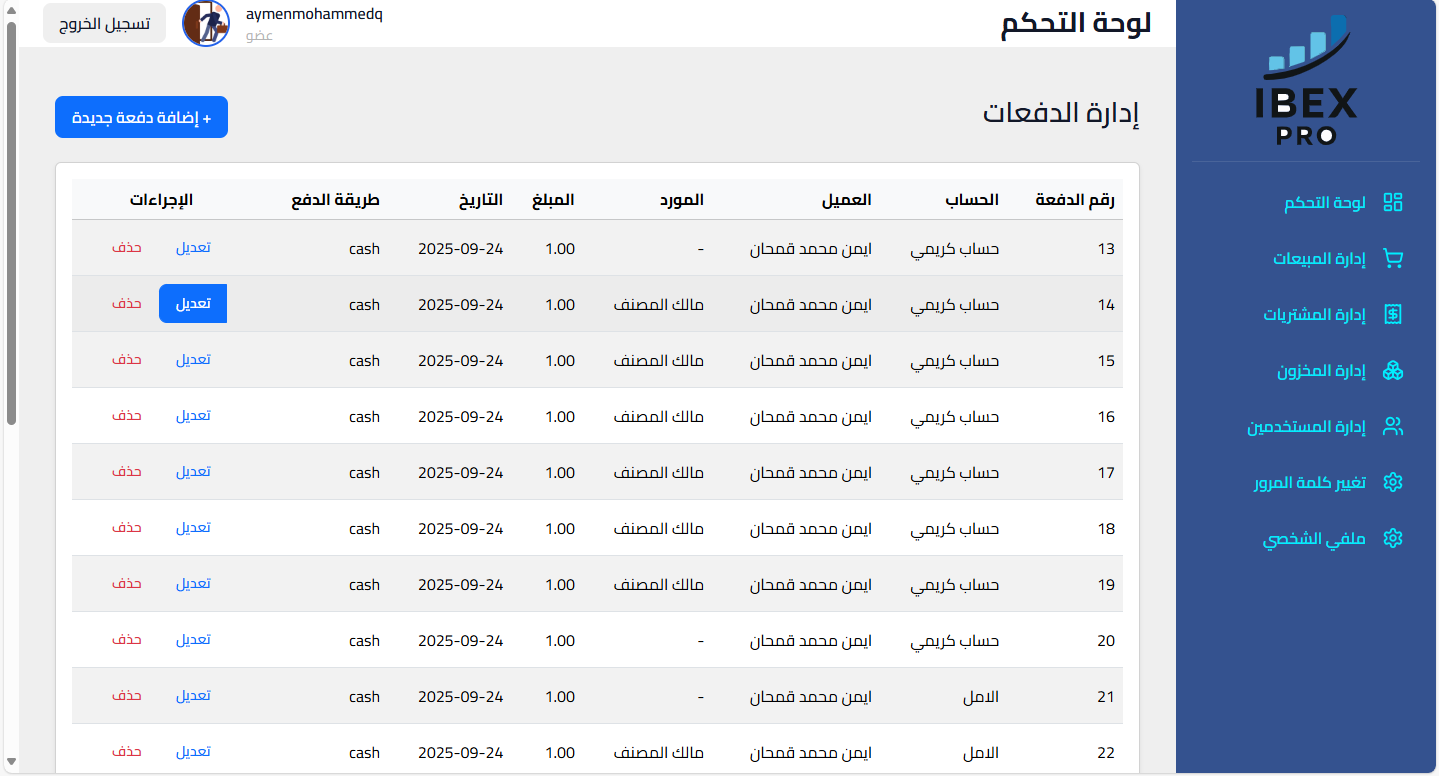 IBEX
PRO
لوحة التحكم
إدارة المبيعات
إدارة المشتريات
إدارة المخزون
إدارة المستخدمين
تغيير كلمة المرور
ملفي الشخصي
لوحة التحكم
aymenmohammedq
عضو
تسجيل الخروج
إدارة الدفعات
+ إضافة دفعة جديدة
رقم الدفعة الحساب العميل المورد المبلغ التاريخ طريقة الدفع الإجراءات
13 حساب كريمي ايمن محمد قمحان - 1.00 2025-09-24 cash تعديل حذف
14 حساب كريمي ايمن محمد قمحان مالك المصنف 1.00 2025-09-24 cash تعديل حذف
15 حساب كريمي ايمن محمد قمحان مالك المصنف 1.00 2025-09-24 cash تعديل حذف
16 حساب كريمي ايمن محمد قمحان مالك المصنف 1.00 2025-09-24 cash تعديل حذف
17 حساب كريمي ايمن محمد قمحان مالك المصنف 1.00 2025-09-24 cash تعديل حذف
18 حساب كريمي ايمن محمد قمحان مالك المصنف 1.00 2025-09-24 cash تعديل حذف
19 حساب كريمي ايمن محمد قمحان مالك المصنف 1.00 2025-09-24 cash تعديل حذف
20 حساب كريمي ايمن محمد قمحان - 1.00 2025-09-24 cash تعديل حذف
21 الامل ايمن محمد قمحان - 1.00 2025-09-24 cash تعديل حذف
22 الامل ايمن محمد قمحان مالك المصنف 1.00 2025-09-24 cash تعديل حذف